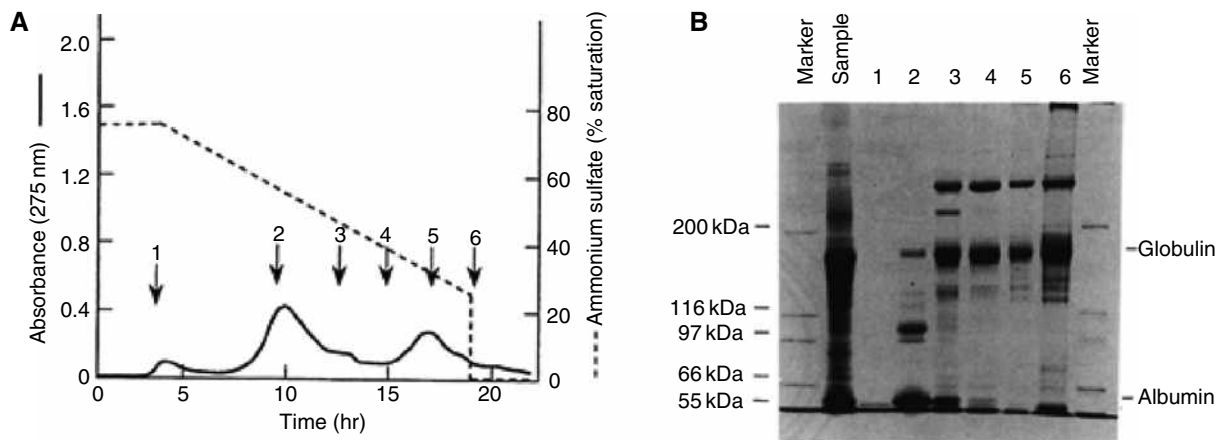 A
Absorbance (275 nm)
2.0
1.6
1.2
0.8
0.4
0
0 5 10 15 20
Time (hr)
1 2 3 4 5 6
80
60
40
20
0
Ammonium sulfate (% saturation)
B
Marker Sample 1 2 3 4 5 6 Marker
200 kDa
116 kDa
97 kDa
66 kDa
55 kDa
Globulin
Albumin